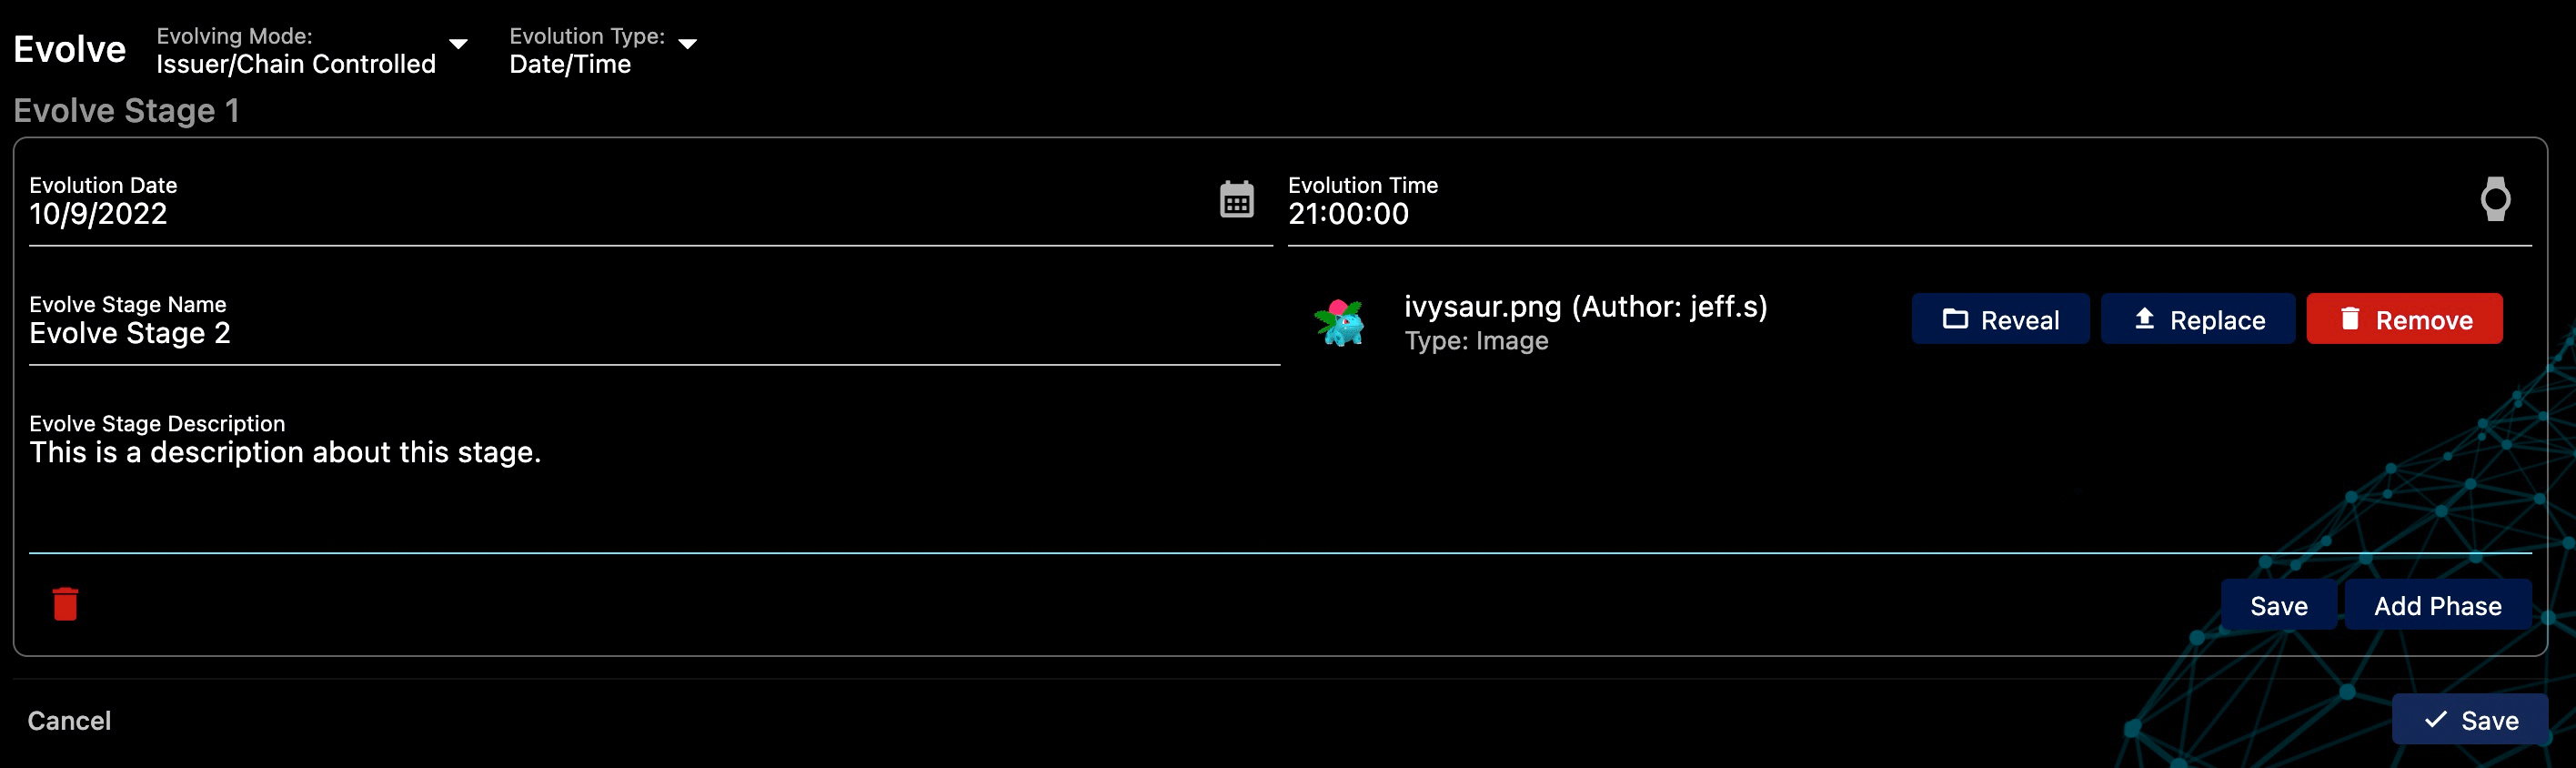 Evolve
Evolving Mode:
Issuer/Chain Controlled
Evolution Type:
Date/Time
Evolve Stage 1
Evolution Date
10/9/2022
Evolution Time
21:00:00
Evolve Stage Name
Evolve Stage 2
ivysaur.png (Author: jeff.s)
Type: Image
Reveal
Replace
Remove
Evolve Stage Description
This is a description about this stage.
Save
Add Phase
Cancel
Save